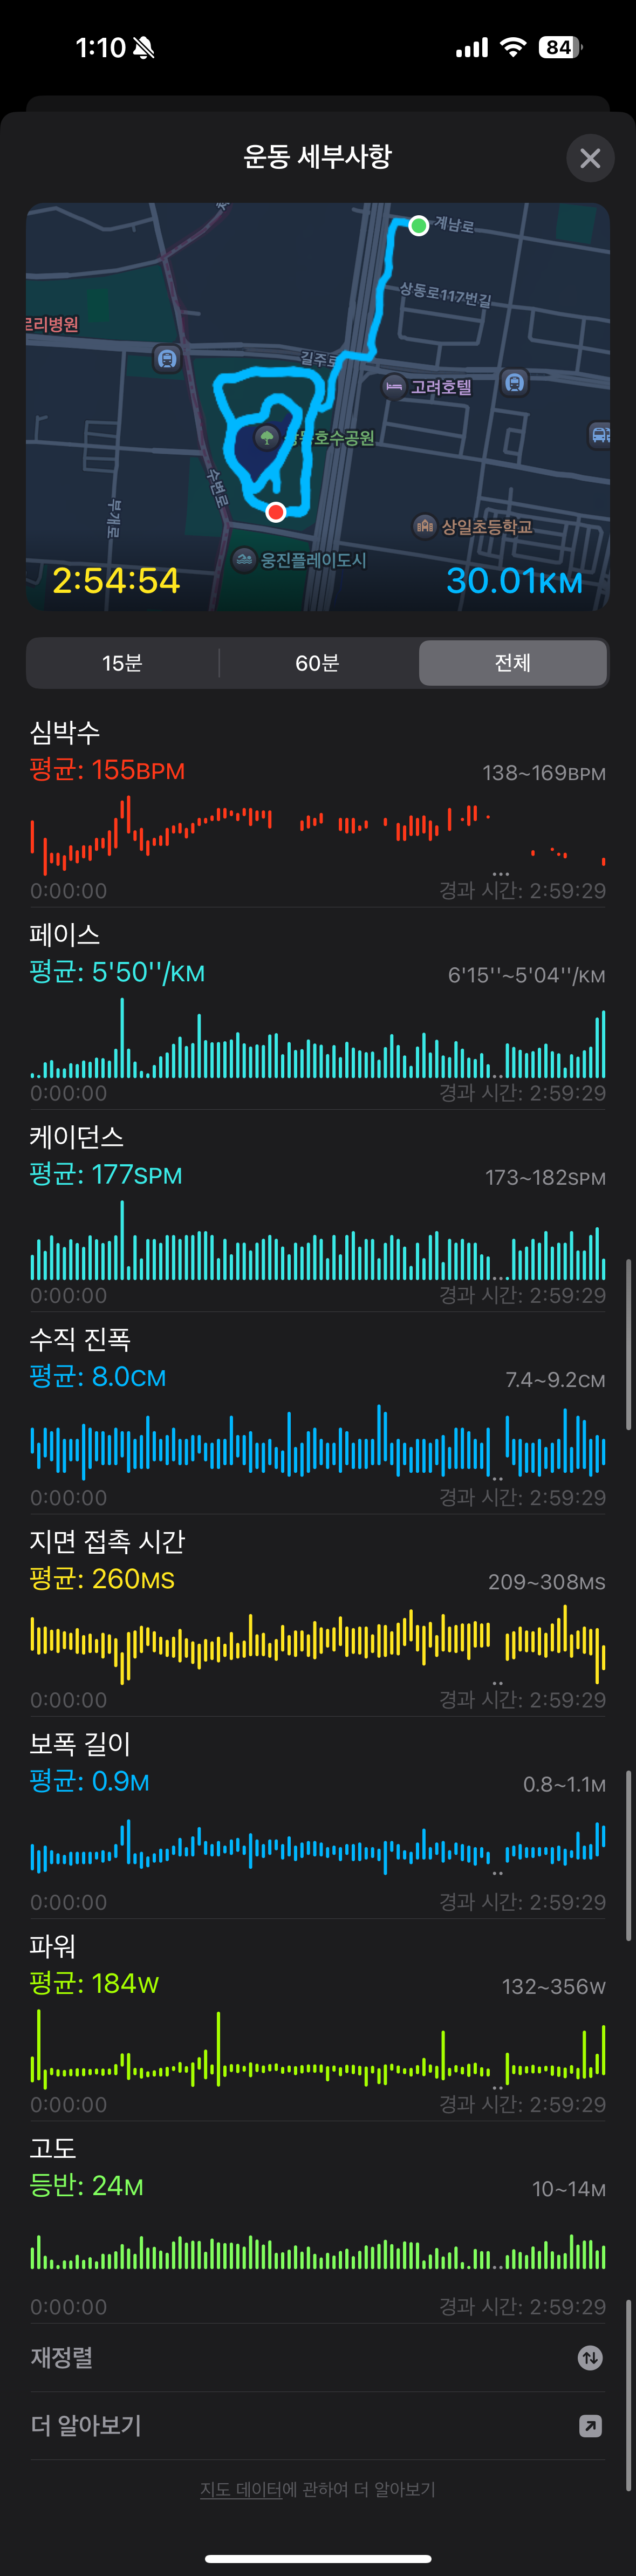 1:10
84
운동 세부사항
계남로
상동로117번길
르리병원
길주로
고려호텔
호수공원
수변로
부개로
상일초등학교
웅진플레이도시
2:54:54
30.01KM
15분
60분
전체
심박수
평균: 155BPM
138~169BPM
0:00:00
경과 시간: 2:59:29
페이스
평균: 5'50''/KM
6'15''~5'04''/KM
0:00:00
경과 시간: 2:59:29
케이던스
평균: 177SPM
173~182SPM
0:00:00
경과 시간: 2:59:29
수직 진폭
평균: 8.0CM
7.4~9.2CM
0:00:00
경과 시간: 2:59:29
지면 접촉 시간
평균: 260MS
209~308MS
0:00:00
경과 시간: 2:59:29
보폭 길이
평균: 0.9M
0.8~1.1M
0:00:00
경과 시간: 2:59:29
파워
평균: 184W
132~356W
0:00:00
경과 시간: 2:59:29
고도
등반: 24M
10~14M
0:00:00
경과 시간: 2:59:29
재정렬
더 알아보기
지도 데이터에 관하여 더 알아보기